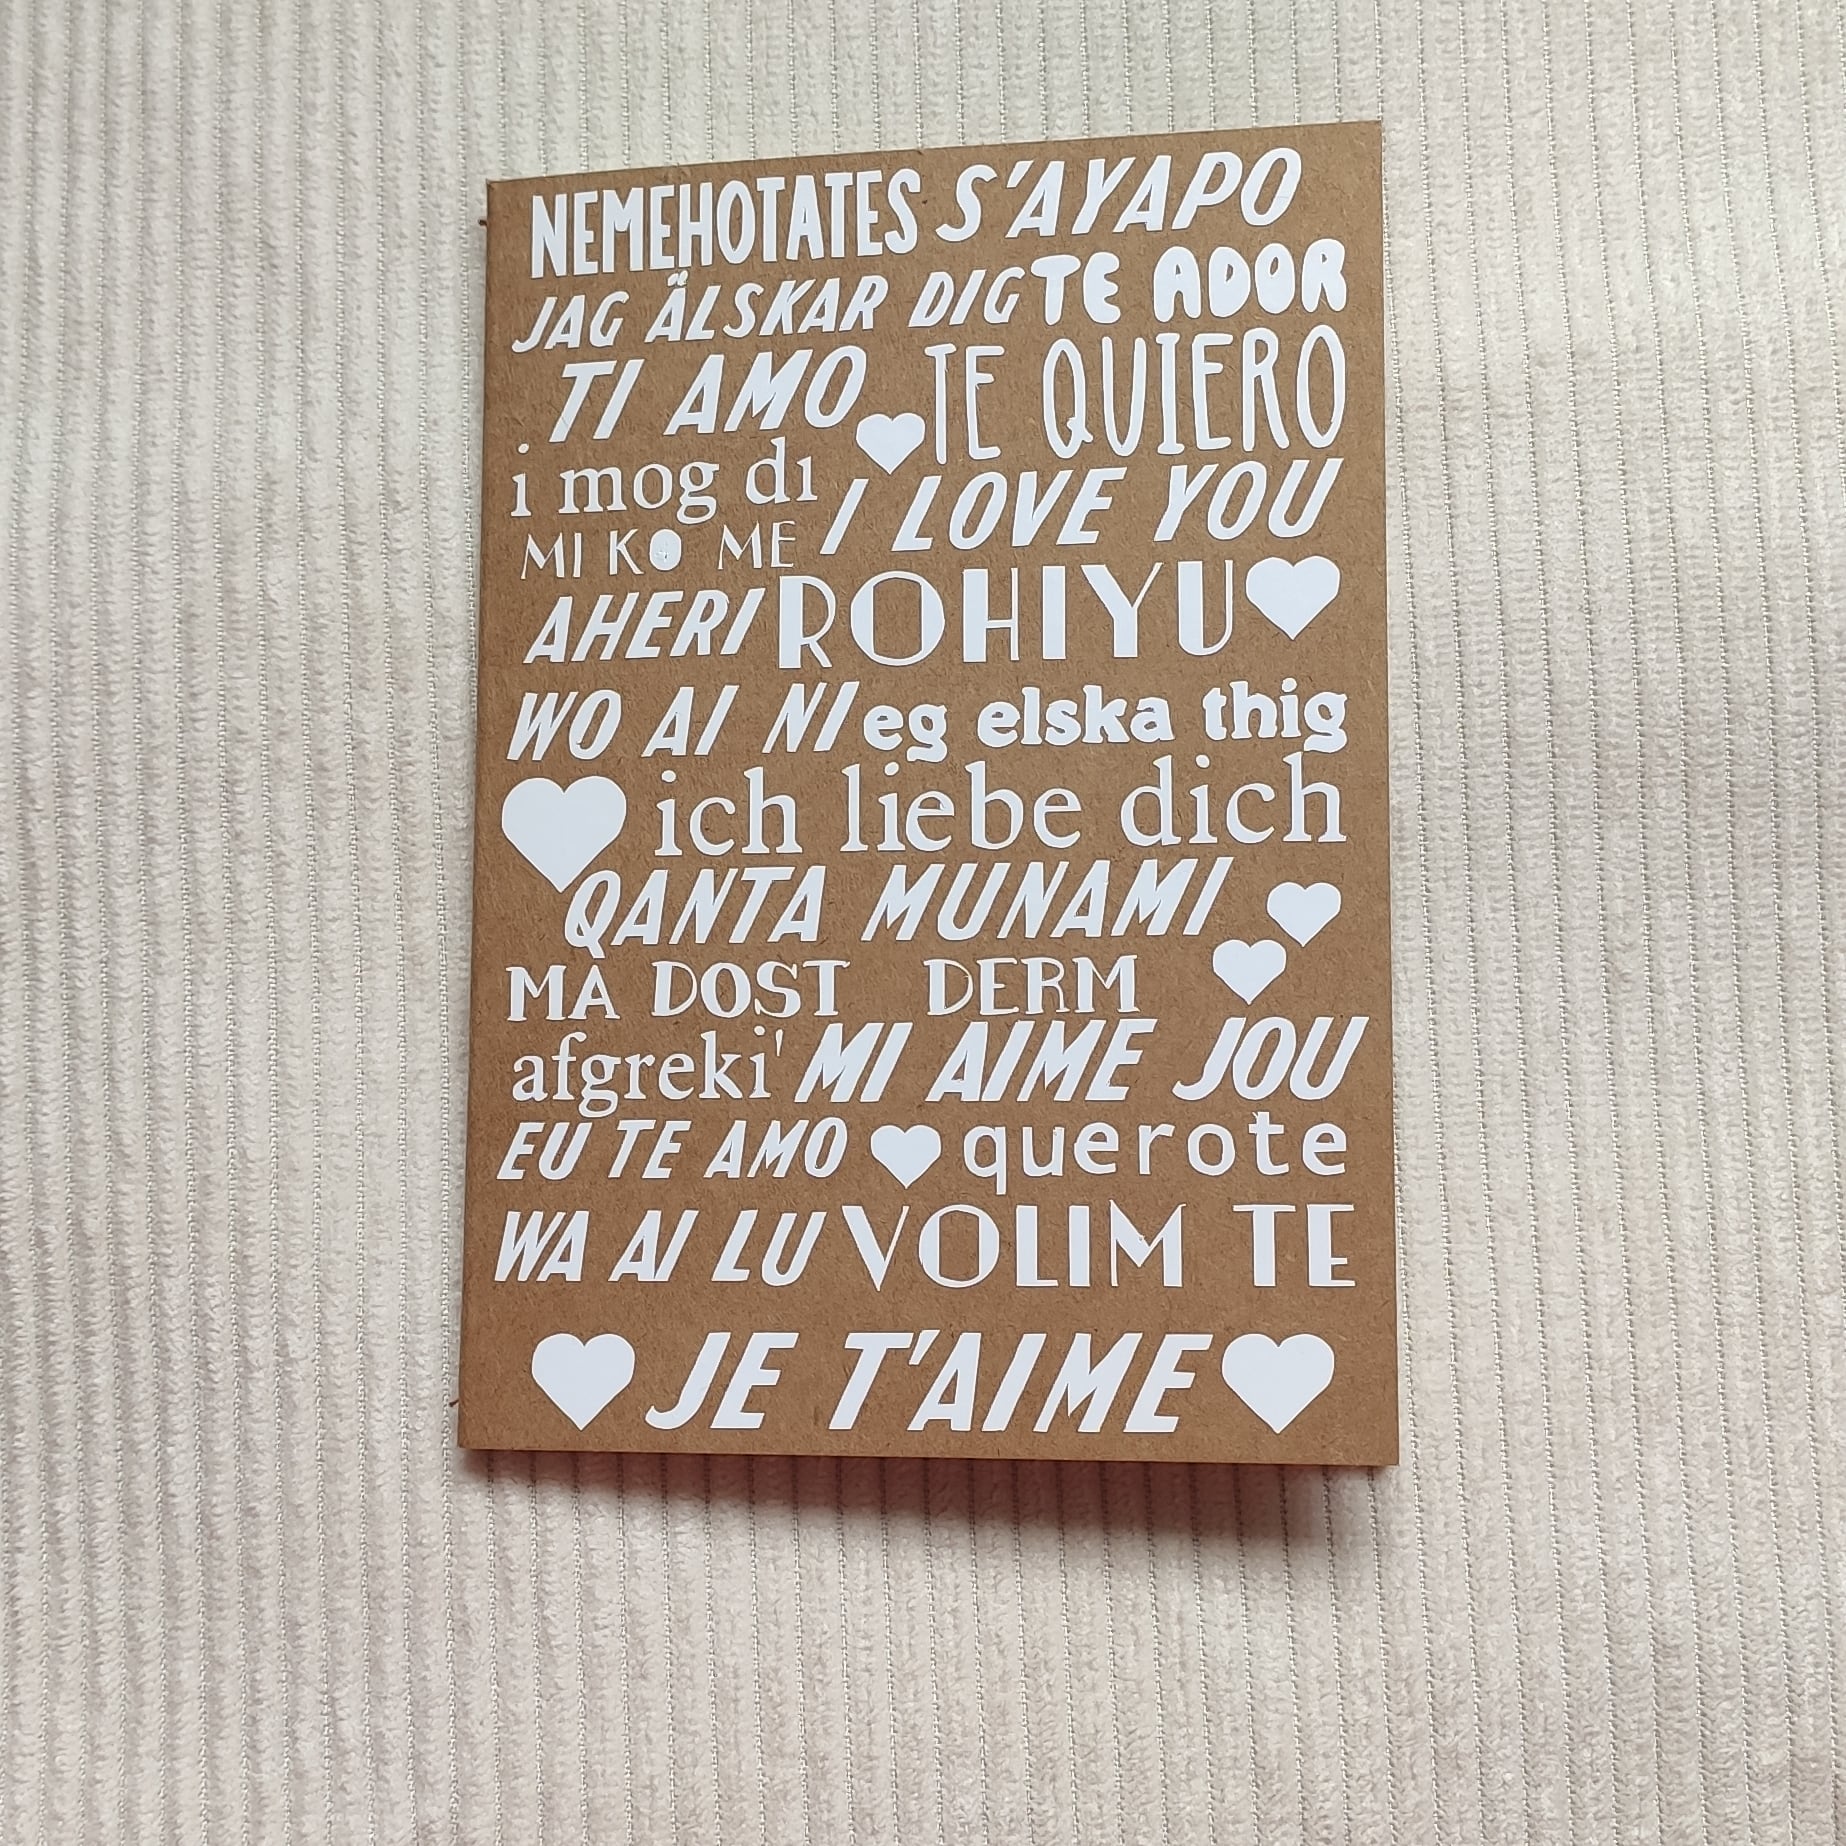 NEMEHOTATES S'AYAPO
JAG ÄLSKAR DIG TE ADOR
TI AMO TE QUIERO
i mog di I LOVE YOU
MI KO ME
AHERI ROHIYU
WO AI NI eg elska thig
ich liebe dich
QANTA MUNAMI
MA DOST DERM
afgreki' MI AIME JOU
EU TE AMO querote
WA AI LU VOLIM TE
JE T'AIME